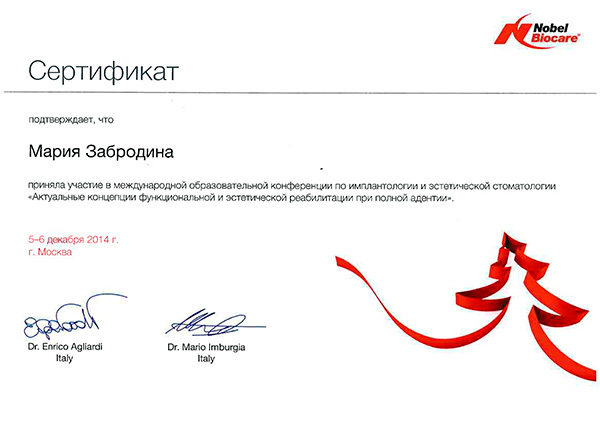 Nobel
Biocare®
Сертификат
подтверждает, что
Мария Забродина
приняла участие в международной образовательной конференции по имплантологии и эстетической стоматологии
«Актуальные концепции функциональной и эстетической реабилитации при полной адентии».
5–6 декабря 2014 г.
г. Москва
Dr. Enrico Agliardi
Italy
Dr. Mario Imburgia
Italy